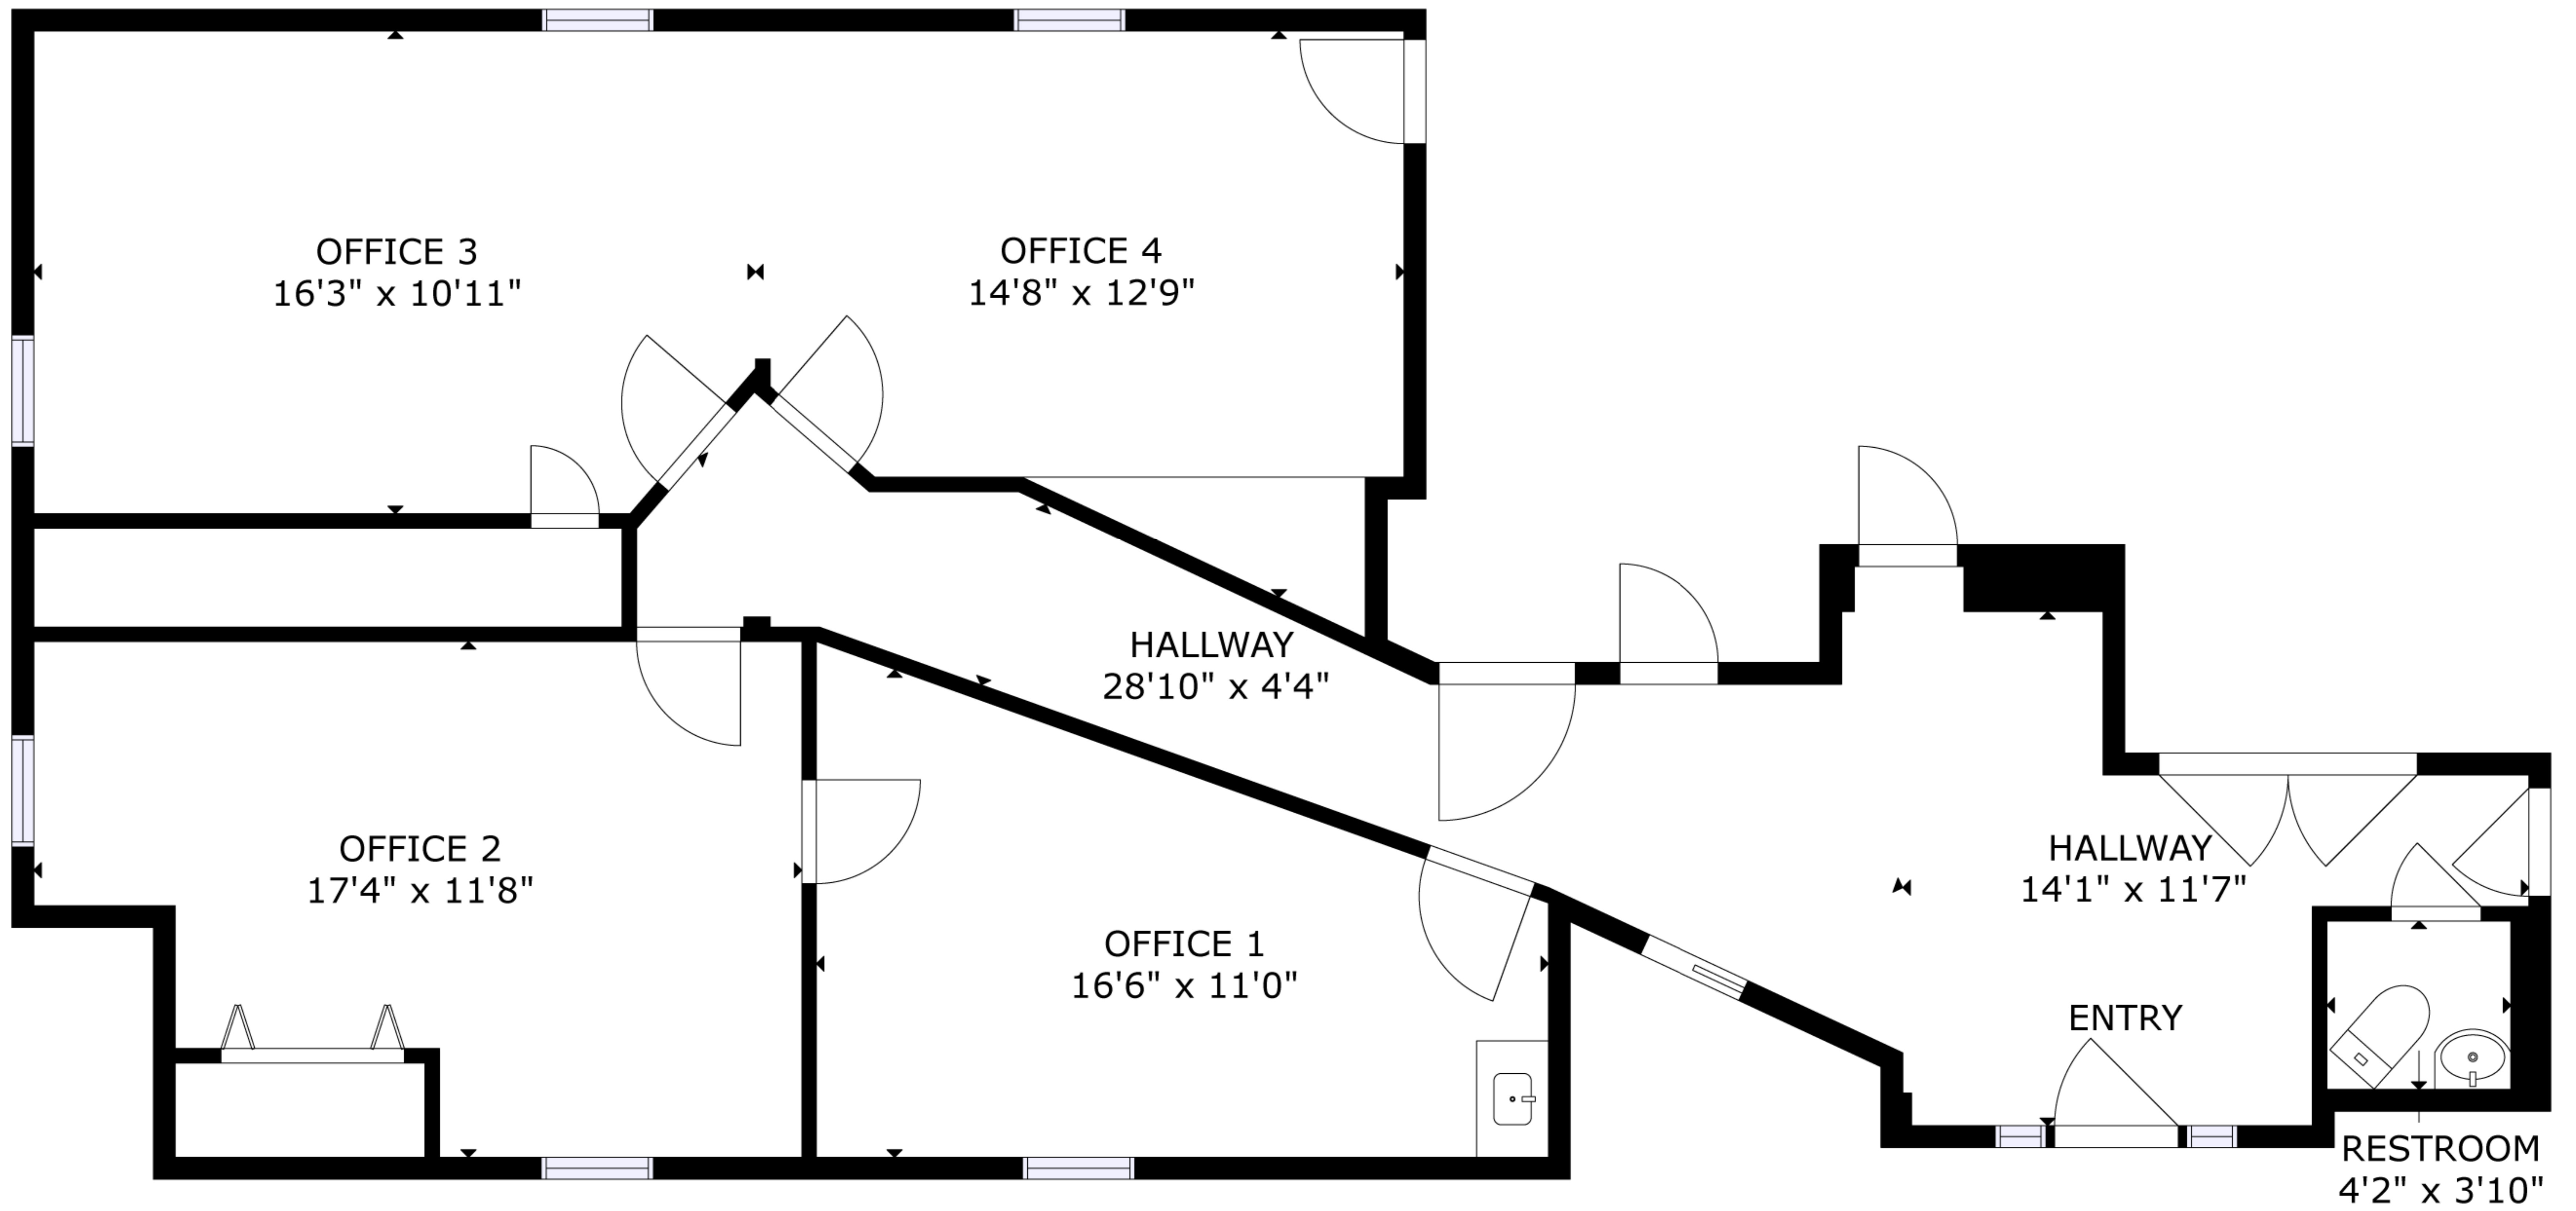 OFFICE 3
16'3" x 10'11"
OFFICE 4
14'8" x 12'9"
HALLWAY
28'10" x 4'4"
OFFICE 2
17'4" x 11'8"
HALLWAY
14'1" x 11'7"
OFFICE 1
16'6" x 11'0"
ENTRY
RESTROOM
4'2" x 3'10"